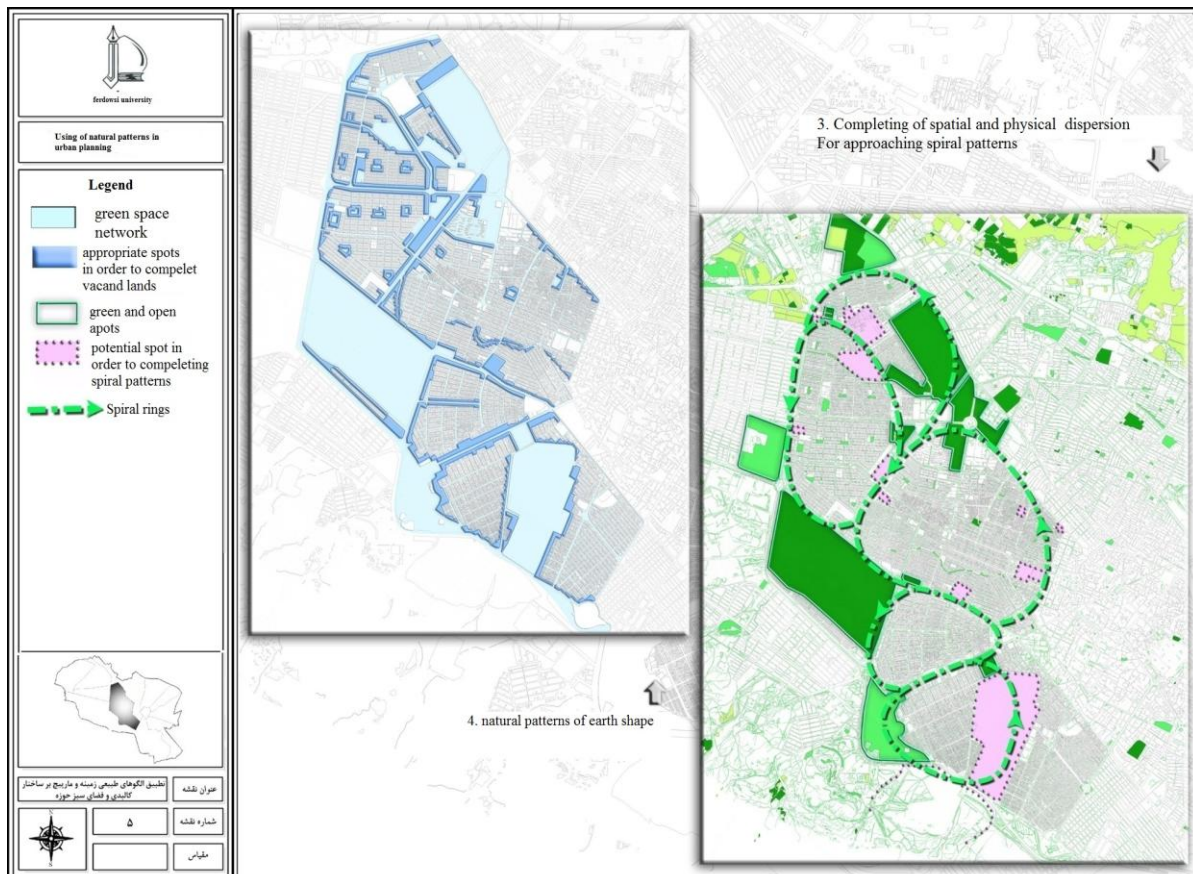 ferdowsi university
Using of natural patterns in
urban planning
Legend
green space
network
appropriate spots
in order to compelet
vacand lands
green and open
apots
potential spot in
order to compeleting
spiral patterns
Spiral rings
عنوان نقشه
تطبیق الگوهای طبیعی زمینه و مارپیچ بر ساختار
کالبدی و فضای سبز حوزه
شماره نقشه
۵
مقیاس
N
S
3. Completing of spatial and physical dispersion
For approaching spiral patterns
4. natural patterns of earth shape